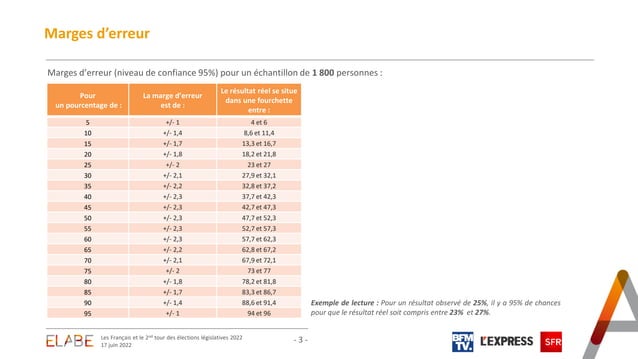 Marges d'erreur
Marges d'erreur (niveau de confiance 95%) pour un échantillon de 1 800 personnes :
Pour un pourcentage de : | La marge d'erreur est de : | Le résultat réel se situe dans une fourchette entre :
5 +/- 1 4 et 6
10 +/- 1,4 8,6 et 11,4
15 +/- 1,7 13,3 et 16,7
20 +/- 1,8 18,2 et 21,8
25 +/- 2 23 et 27
30 +/- 2,1 27,9 et 32,1
35 +/- 2,2 32,8 et 37,2
40 +/- 2,3 37,7 et 42,3
45 +/- 2,3 42,7 et 47,3
50 +/- 2,3 47,7 et 52,3
55 +/- 2,3 52,7 et 57,3
60 +/- 2,3 57,7 et 62,3
65 +/- 2,2 62,8 et 67,2
70 +/- 2,1 67,9 et 72,1
75 +/- 2 73 et 77
80 +/- 1,8 78,2 et 81,8
85 +/- 1,7 83,3 et 86,7
90 +/- 1,4 88,6 et 91,4
95 +/- 1 94 et 96
Exemple de lecture : Pour un résultat observé de 25%, il y a 95% de chances
pour que le résultat réel soit compris entre 23% et 27%.
ELABE
Les Français et le 2nd tour des élections législatives 2022
17 juin 2022
- 3 -
BFM
TV.
L'EXPRESS
SFR